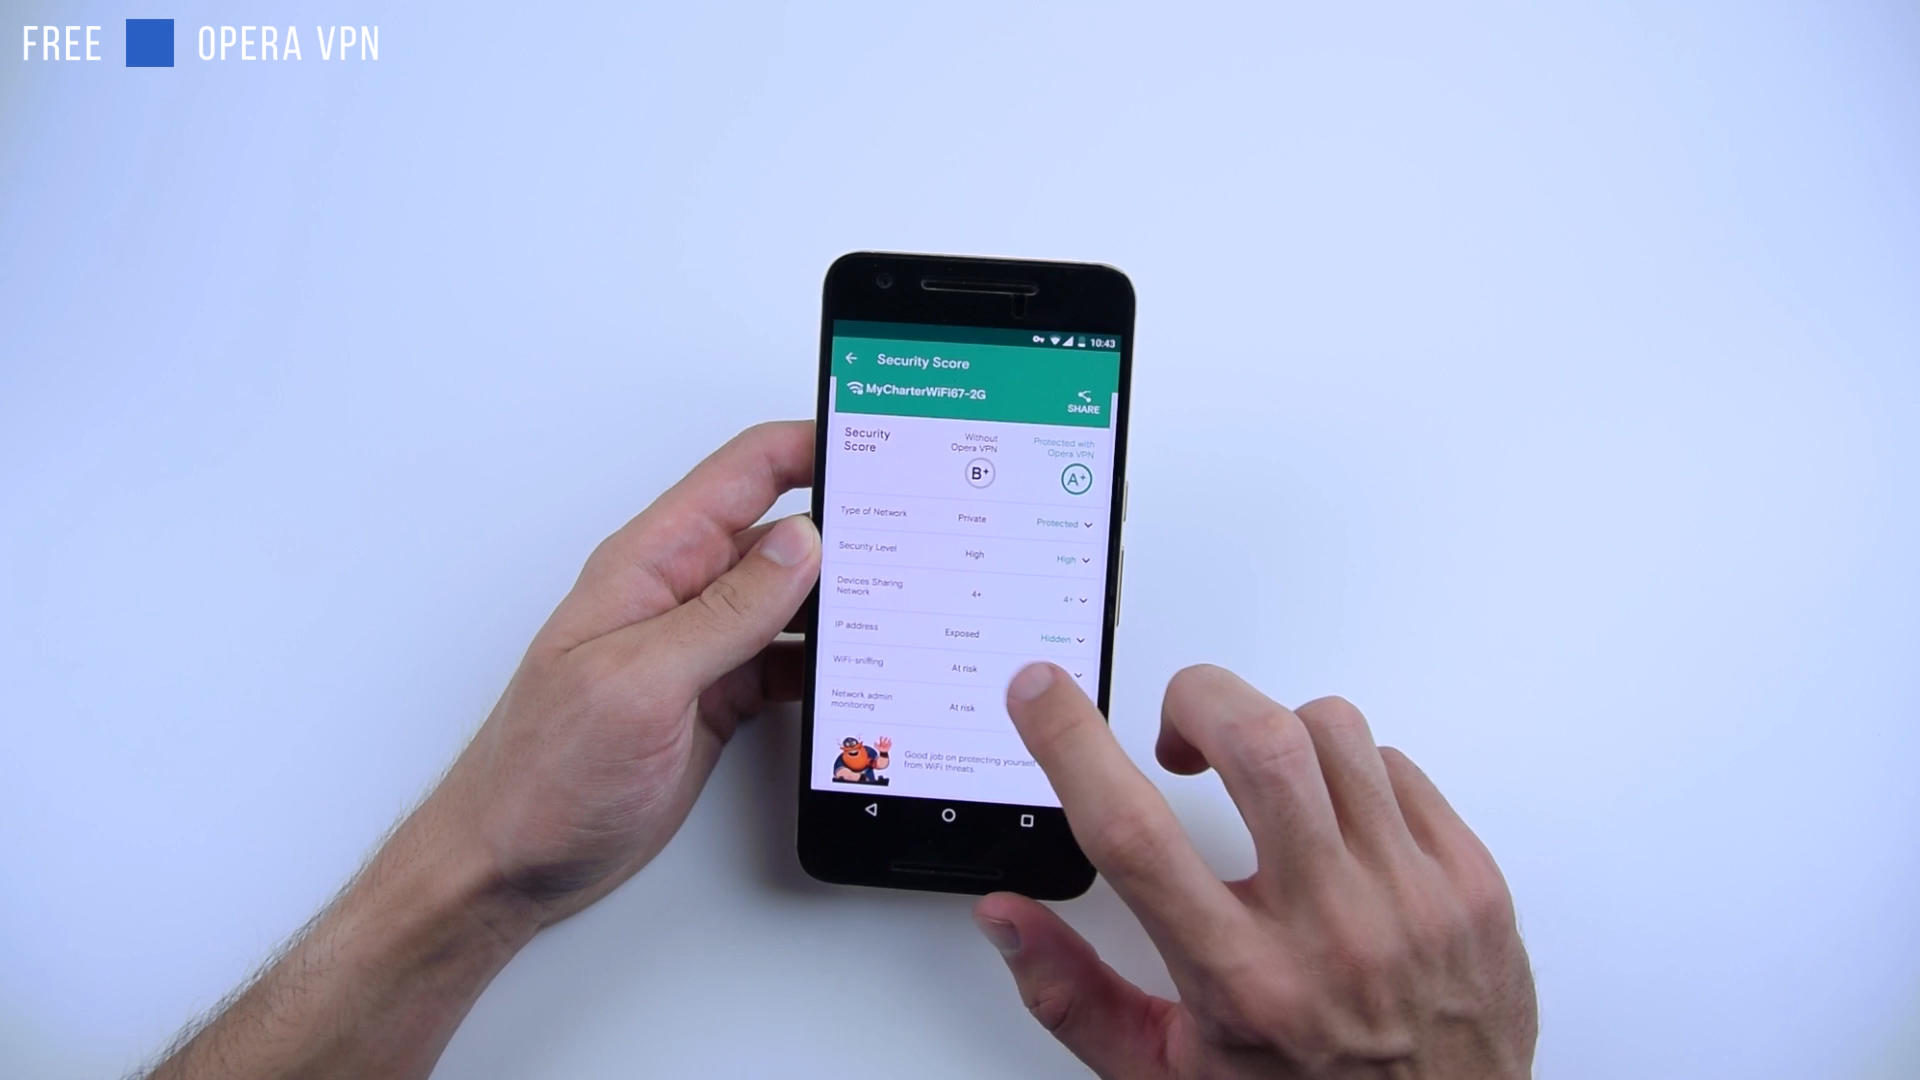 FREE OPERA VPN
10:43
Security Score
MyCharterWiFi67-2G
SHARE
Security
Score
Without
Opera VPN
B+
Protected with
Opera VPN
A+
Type of Network Private Protected
Security Level High High
Devices Sharing
Network
4+ 4+
IP address Exposed Hidden
WiFi-sniffing At risk
Network admin
monitoring
At risk
Good job on protecting yourself
from WiFi threats.